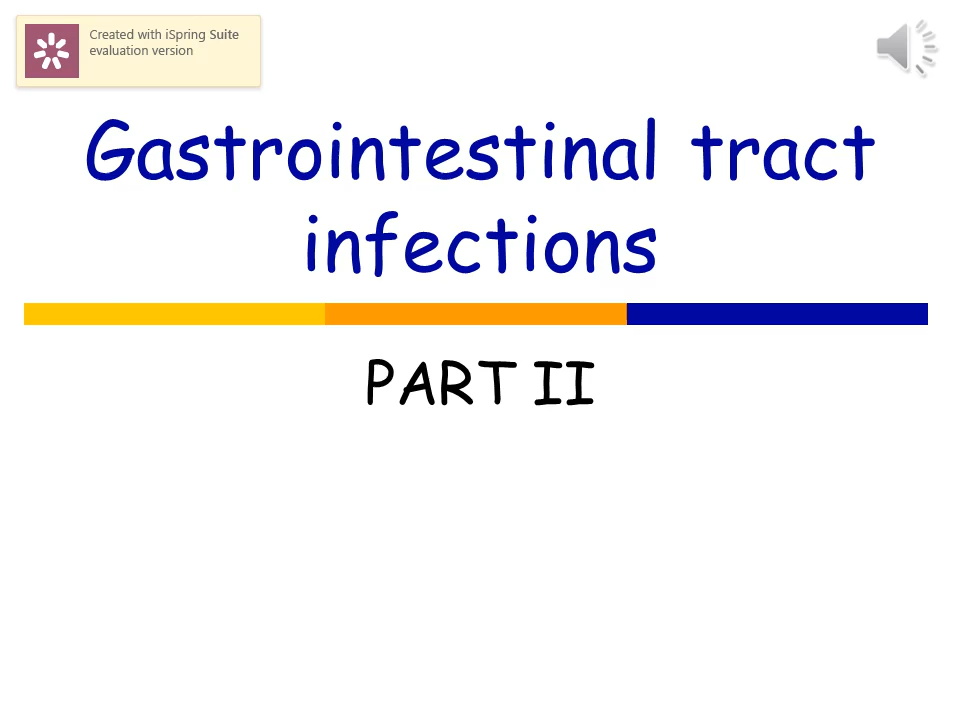 Created with iSpring Suite
evaluation version
Gastrointestinal tract
infections
PART II